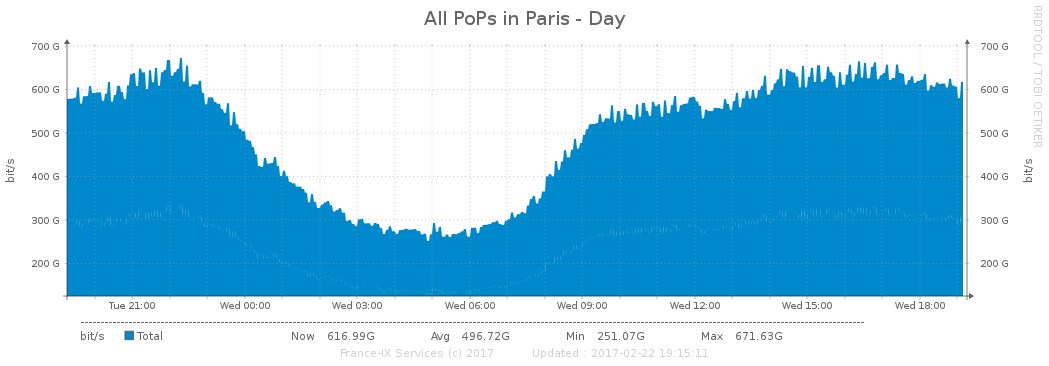 All PoPs in Paris - Day
RRDTOOL / TOBI OETIKER
bit/s
700 G
600 G
500 G
400 G
300 G
200 G
700 G
600 G
500 G
400 G
300 G
200 G
bit/s
Tue 21:00 Wed 00:00 Wed 03:00 Wed 06:00 Wed 09:00 Wed 12:00 Wed 15:00 Wed 18:00
bit/s Total Now 616.99G Avg 496.72G Min 251.07G Max 671.63G
France-IX Services (c) 2017 Updated : 2017-02-22 19:15:11